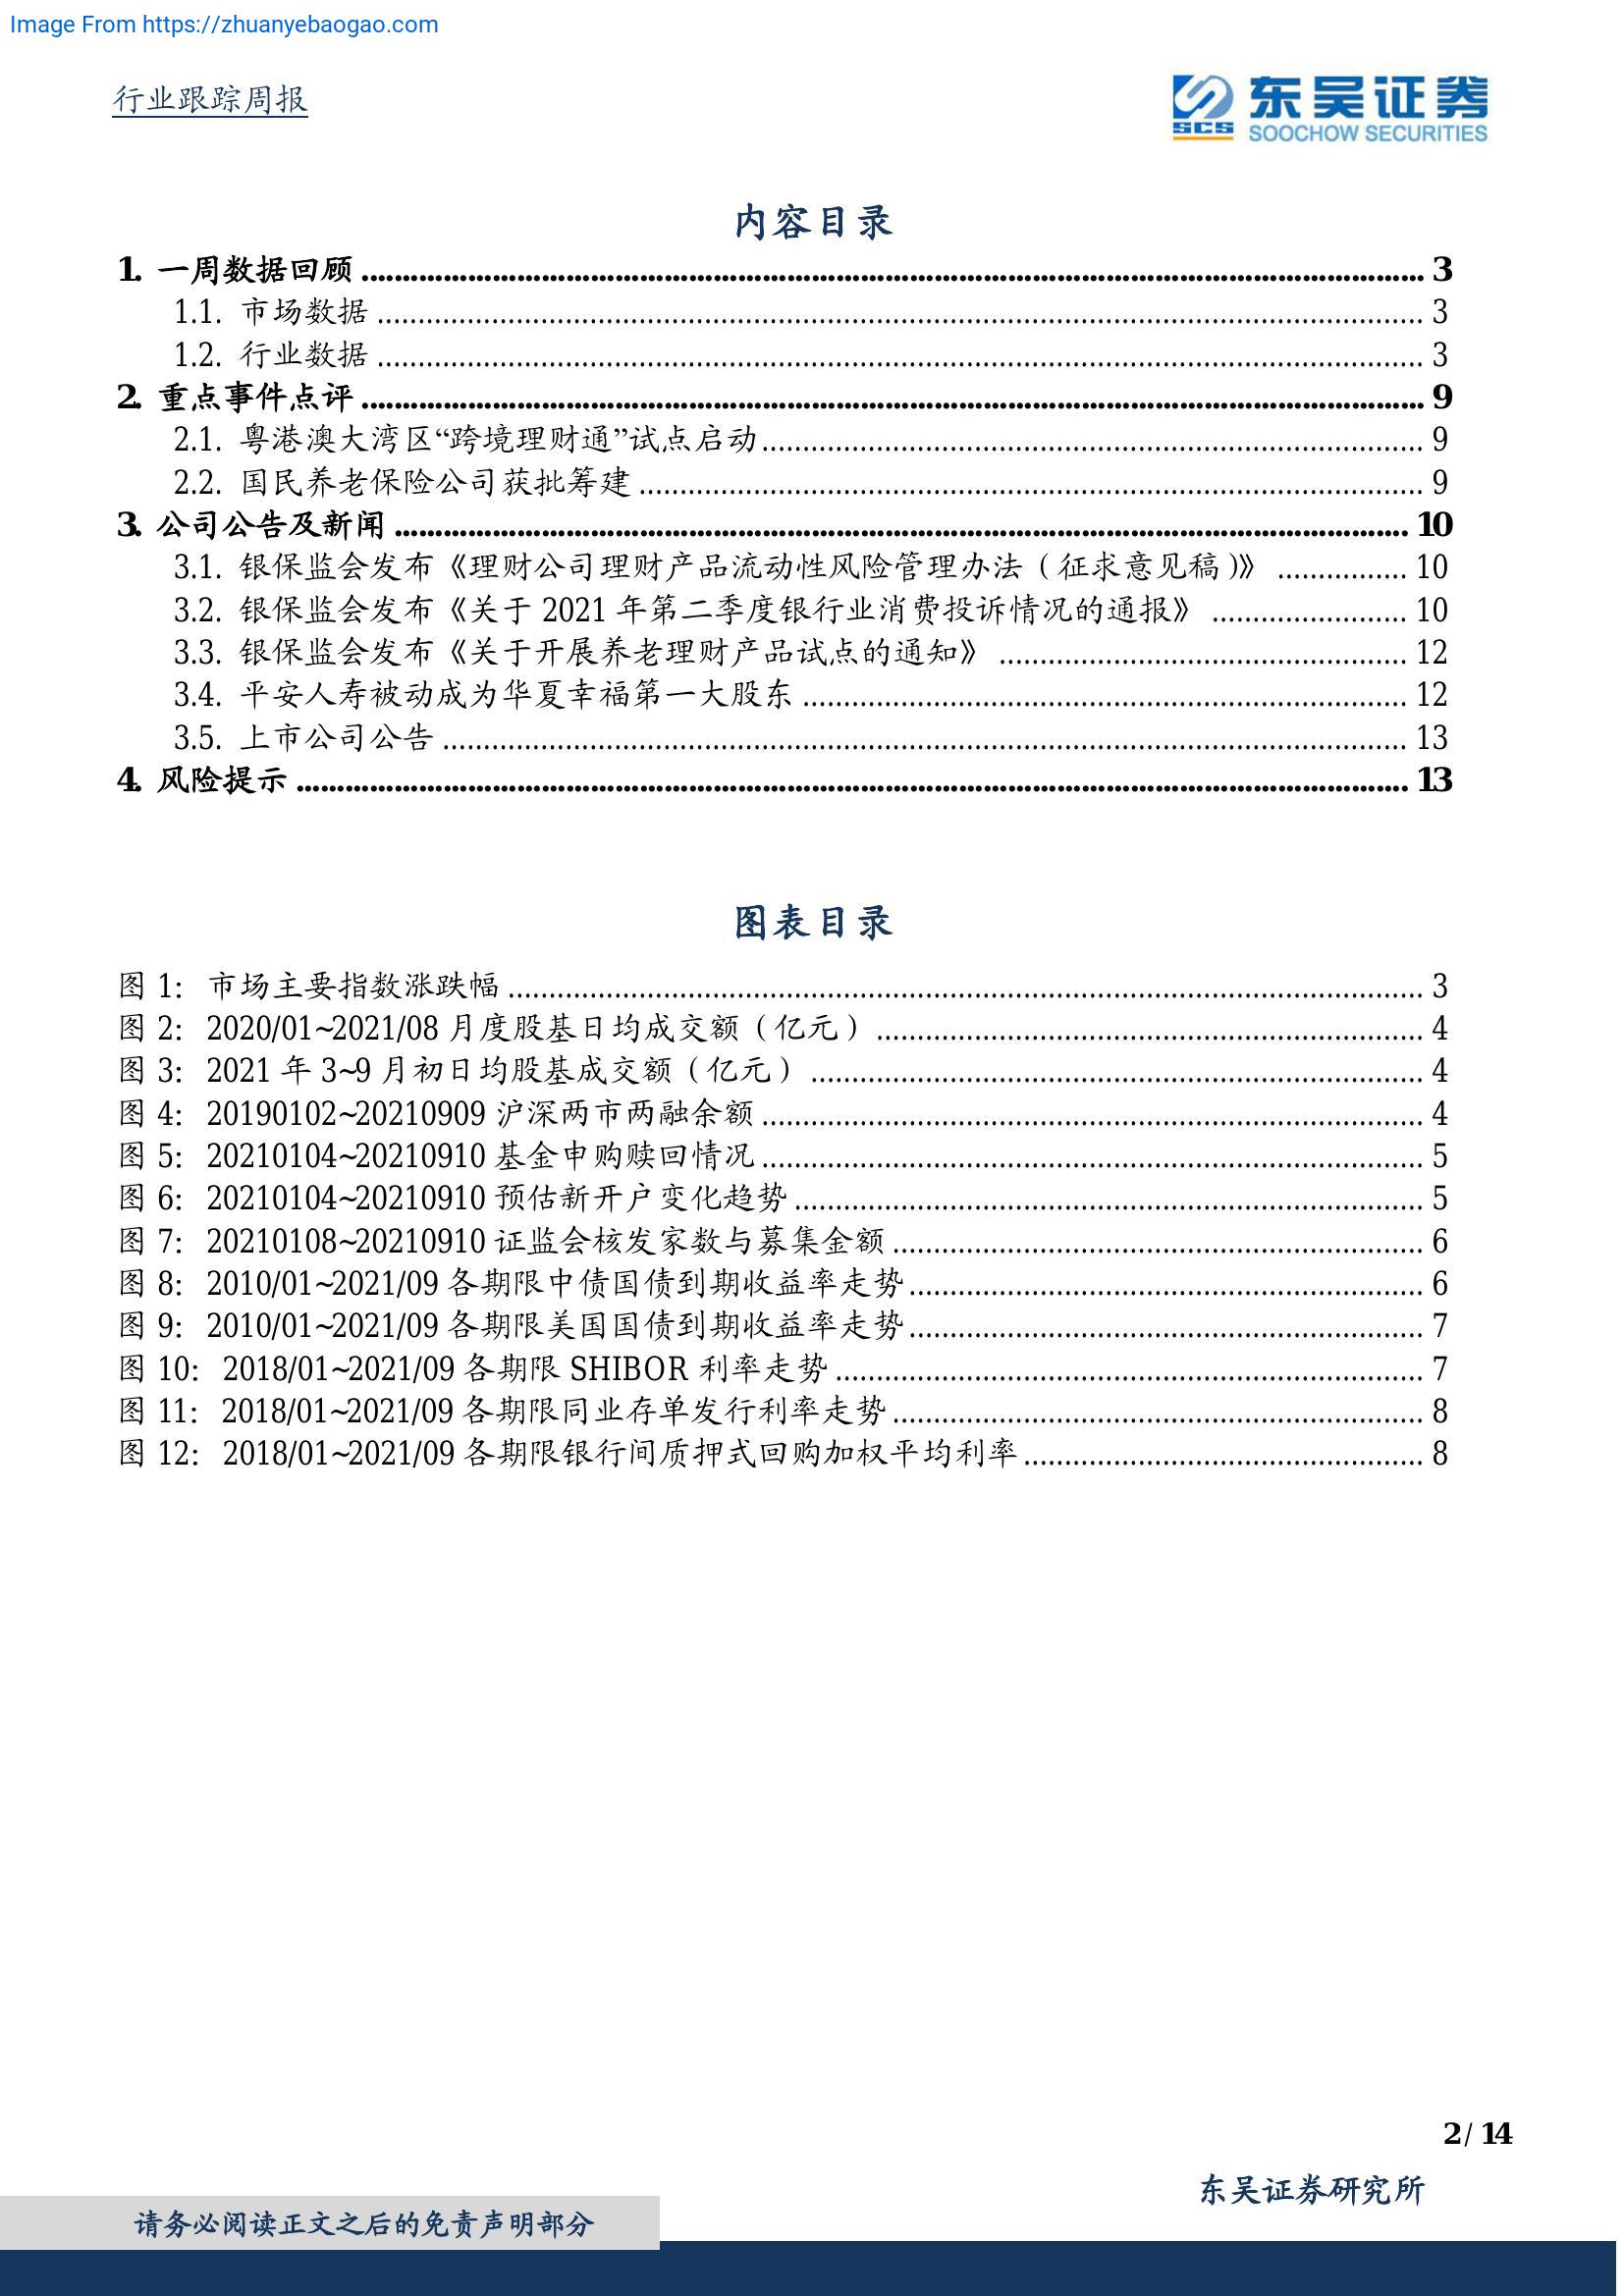 Image From https://zhuanyebaogao.com
行业跟踪周报
SCS 东吴证券
SOOCHOW SECURITIES
内容目录
1. 一周数据回顾 ........ 3
1.1. 市场数据 ........ 3
1.2. 行业数据 ........ 3
2. 重点事件点评 ........ 9
2.1. 粤港澳大湾区“跨境理财通”试点启动 ........ 9
2.2. 国民养老保险公司获批筹建 ........ 9
3. 公司公告及新闻 ........ 10
3.1. 银保监会发布《理财公司理财产品流动性风险管理办法（征求意见稿）》 ........ 10
3.2. 银保监会发布《关于 2021 年第二季度银行业消费投诉情况的通报》 ........ 10
3.3. 银保监会发布《关于开展养老理财产品试点的通知》 ........ 12
3.4. 平安人寿被动成为华夏幸福第一大股东 ........ 12
3.5. 上市公司公告 ........ 13
4. 风险提示 ........ 13
图表目录
图 1: 市场主要指数涨跌幅 ........ 3
图 2: 2020/01~2021/08 月度股基日均成交额（亿元） ........ 4
图 3: 2021 年 3~9 月初日均股基成交额（亿元） ........ 4
图 4: 20190102~20210909 沪深两市两融余额 ........ 4
图 5: 20210104~20210910 基金申购赎回情况 ........ 5
图 6: 20210104~20210910 预估新开户变化趋势 ........ 5
图 7: 20210108~20210910 证监会核发家数与募集金额 ........ 6
图 8: 2010/01~2021/09 各期限中债国债到期收益率走势 ........ 6
图 9: 2010/01~2021/09 各期限美国国债到期收益率走势 ........ 7
图 10: 2018/01~2021/09 各期限 SHIBOR 利率走势 ........ 7
图 11: 2018/01~2021/09 各期限同业存单发行利率走势 ........ 8
图 12: 2018/01~2021/09 各期限银行间质押式回购加权平均利率 ........ 8
2 / 14
东吴证券研究所
请务必阅读正文之后的免责声明部分